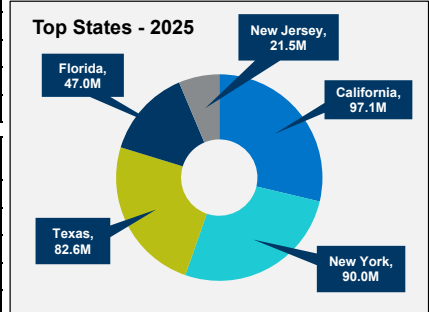 Top States - 2025
New Jersey,
21.5M
Florida,
47.0M
California,
97.1M
Texas,
82.6M
New York,
90.0M